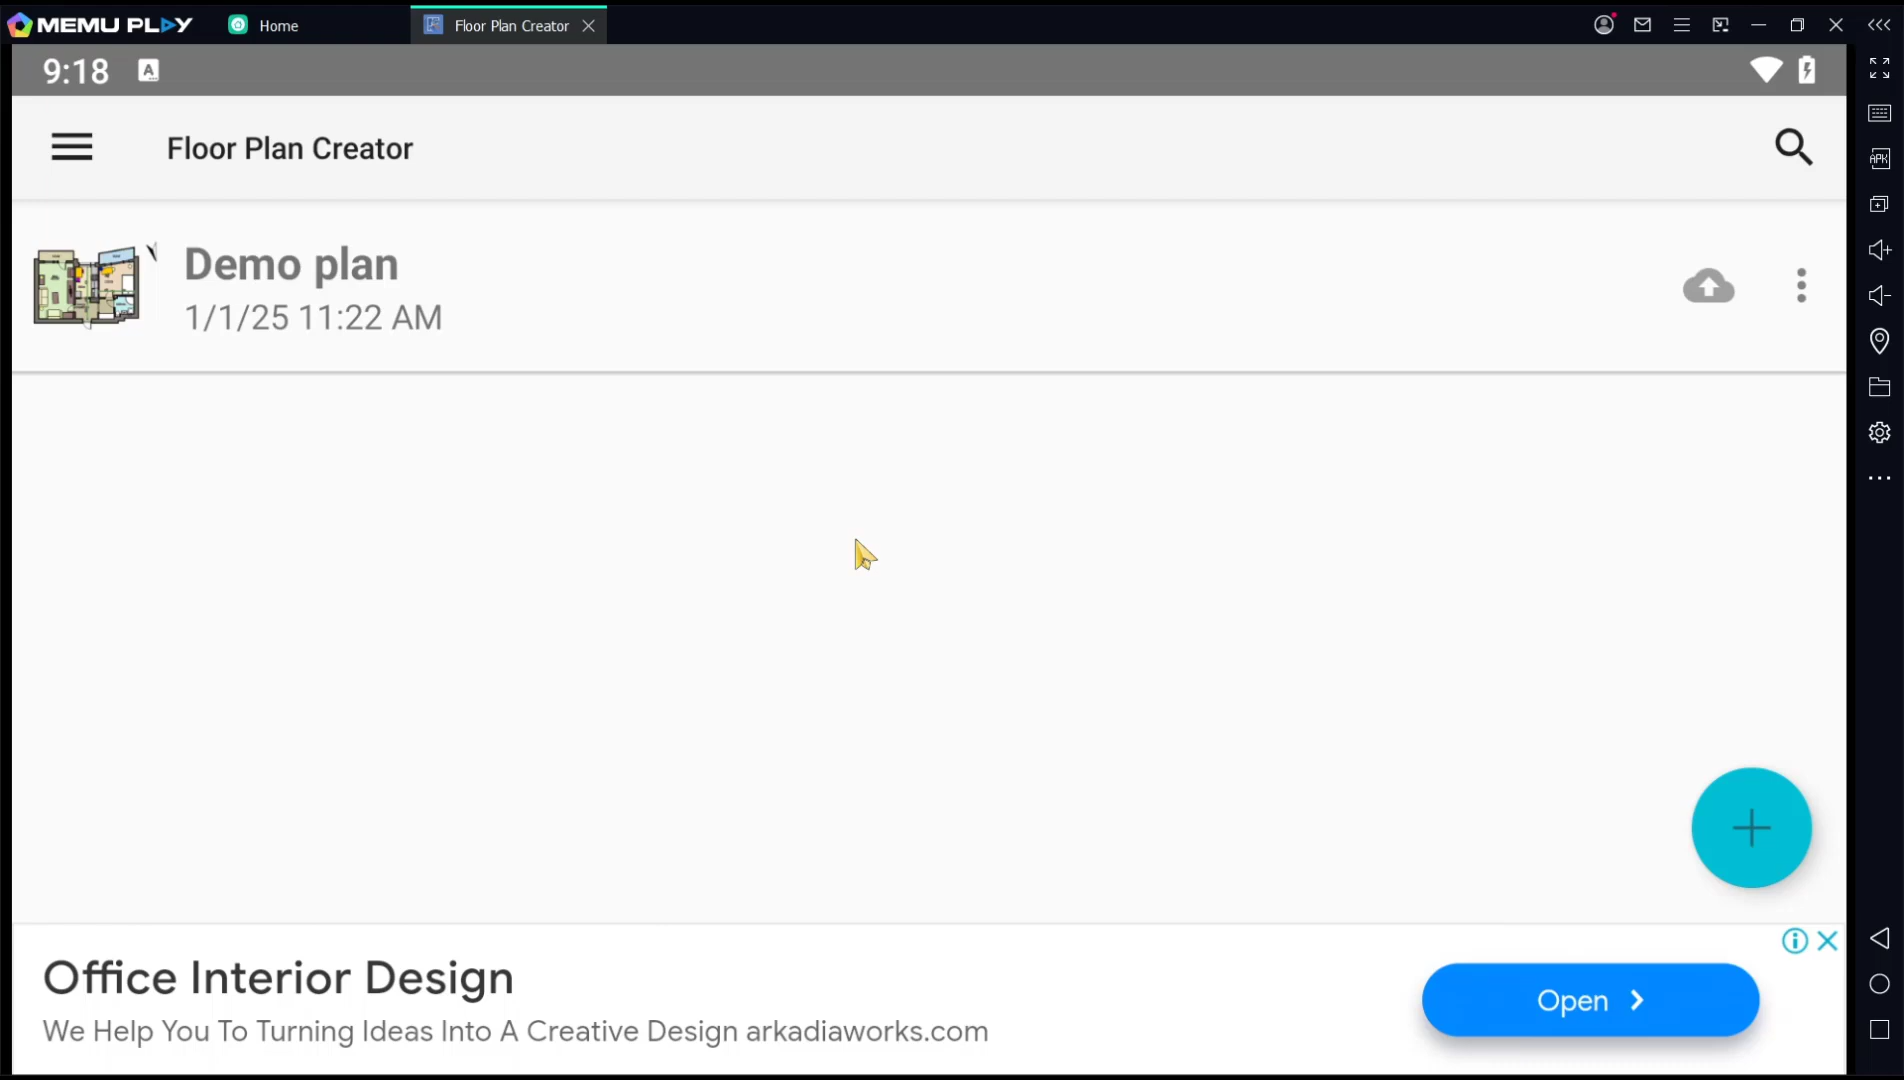 MEMU PLAY
Home
Floor Plan Creator
9:18
A
Floor Plan Creator
Demo plan
1/1/25 11:22 AM
APK
Office Interior Design
We Help You To Turning Ideas Into A Creative Design arkadiaworks.com
Open